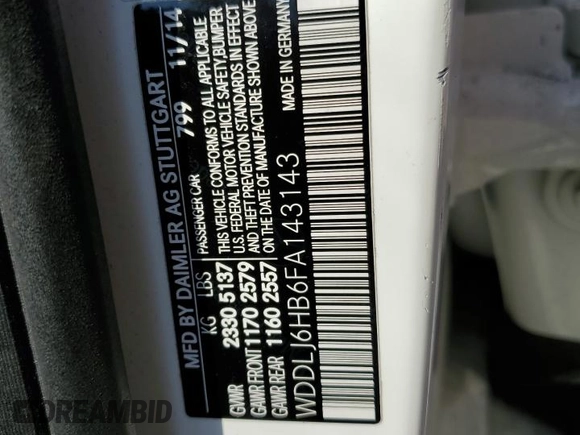 MFD BY DAIMLER AG STUTTGART
799 11/14
KG LBS PASSENGER CAR
GVWR 2330 5137 THIS VEHICLE CONFORMS TO ALL APPLICABLE
U.S. FEDERAL MOTOR VEHICLE SAFETY,BUMPER
GAWR FRONT 1170 2579 AND THEFT PREVENTION STANDARDS IN EFFECT
GAWR REAR 1160 2557 ON THE DATE OF MANUFACTURE SHOWN ABOVE
WDDLJ6HB6FA143143 MADE IN GERMANY
DREAMBID